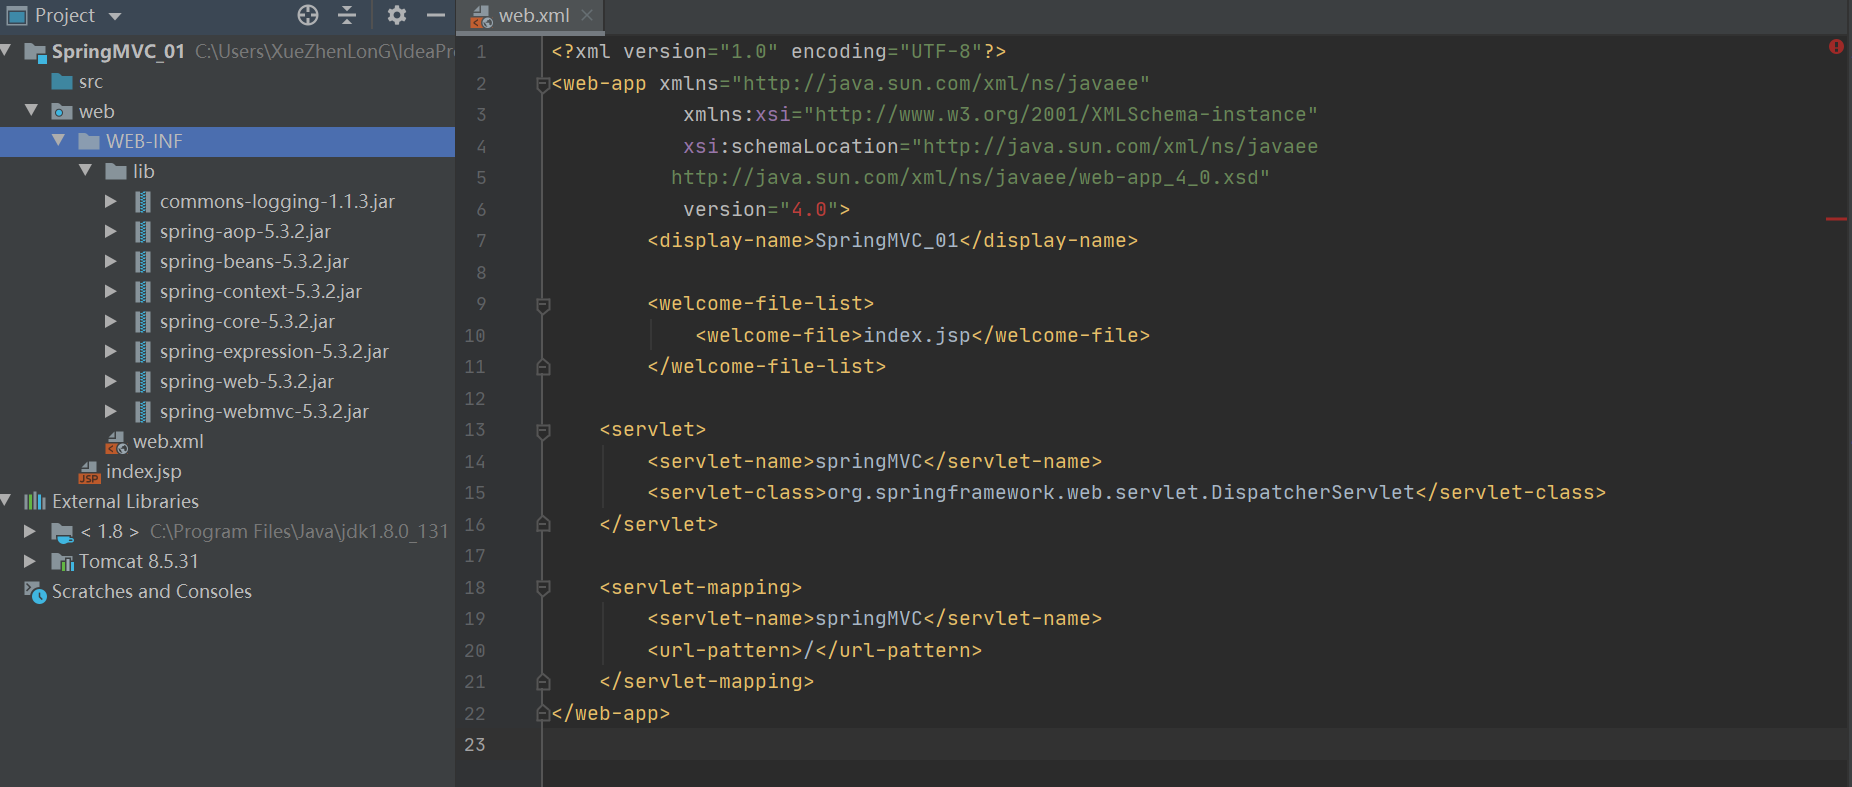 Project
SpringMVC_01 C:\Users\XueZhenLonG\IdeaPr
src
web
WEB-INF
lib
commons-logging-1.1.3.jar
spring-aop-5.3.2.jar
spring-beans-5.3.2.jar
spring-context-5.3.2.jar
spring-core-5.3.2.jar
spring-expression-5.3.2.jar
spring-web-5.3.2.jar
spring-webmvc-5.3.2.jar
web.xml
index.jsp
External Libraries
< 1.8 > C:\Program Files\Java\jdk1.8.0_131
Tomcat 8.5.31
Scratches and Consoles
web.xml
1 <?xml version="1.0" encoding="UTF-8"?>
2 <web-app xmlns="http://java.sun.com/xml/ns/javaee"
3 xmlns:xsi="http://www.w3.org/2001/XMLSchema-instance"
4 xsi:schemaLocation="http://java.sun.com/xml/ns/javaee
5 http://java.sun.com/xml/ns/javaee/web-app_4_0.xsd"
6 version="4.0">
7 <display-name>SpringMVC_01</display-name>
8
9 <welcome-file-list>
10 <welcome-file>index.jsp</welcome-file>
11 </welcome-file-list>
12
13 <servlet>
14 <servlet-name>springMVC</servlet-name>
15 <servlet-class>org.springframework.web.servlet.DispatcherServlet</servlet-class>
16 </servlet>
17
18 <servlet-mapping>
19 <servlet-name>springMVC</servlet-name>
20 <url-pattern>/</url-pattern>
21 </servlet-mapping>
22 </web-app>
23